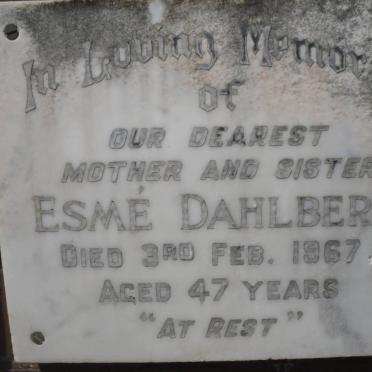 In Loving Memor
of
OUR DEAREST
MOTHER AND SISTER
ESMÉ DAHLBER
DIED 3RD FEB. 1967
AGED 47 YEARS
"AT REST"